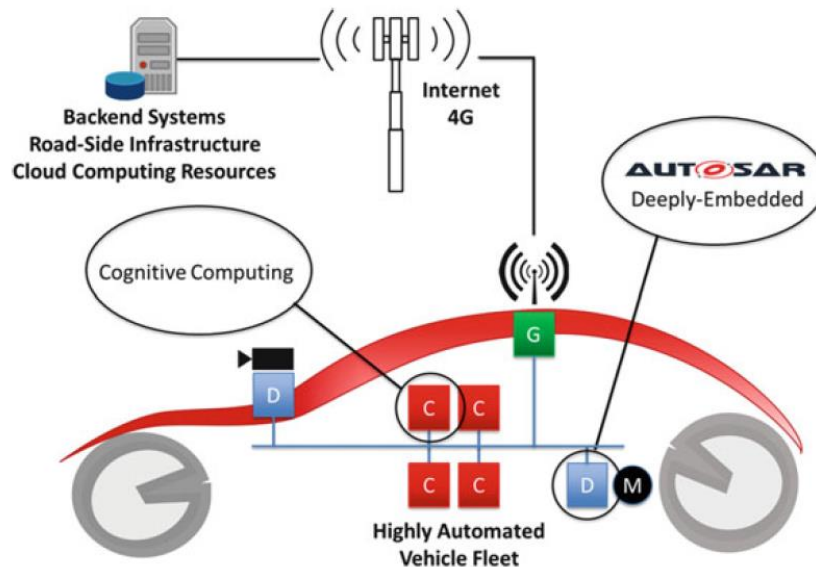 Backend Systems
Road-Side Infrastructure
Cloud Computing Resources
Internet
4G
AUTOSAR
Deeply-Embedded
Cognitive Computing
G
D
C C
C C
D M
Highly Automated
Vehicle Fleet